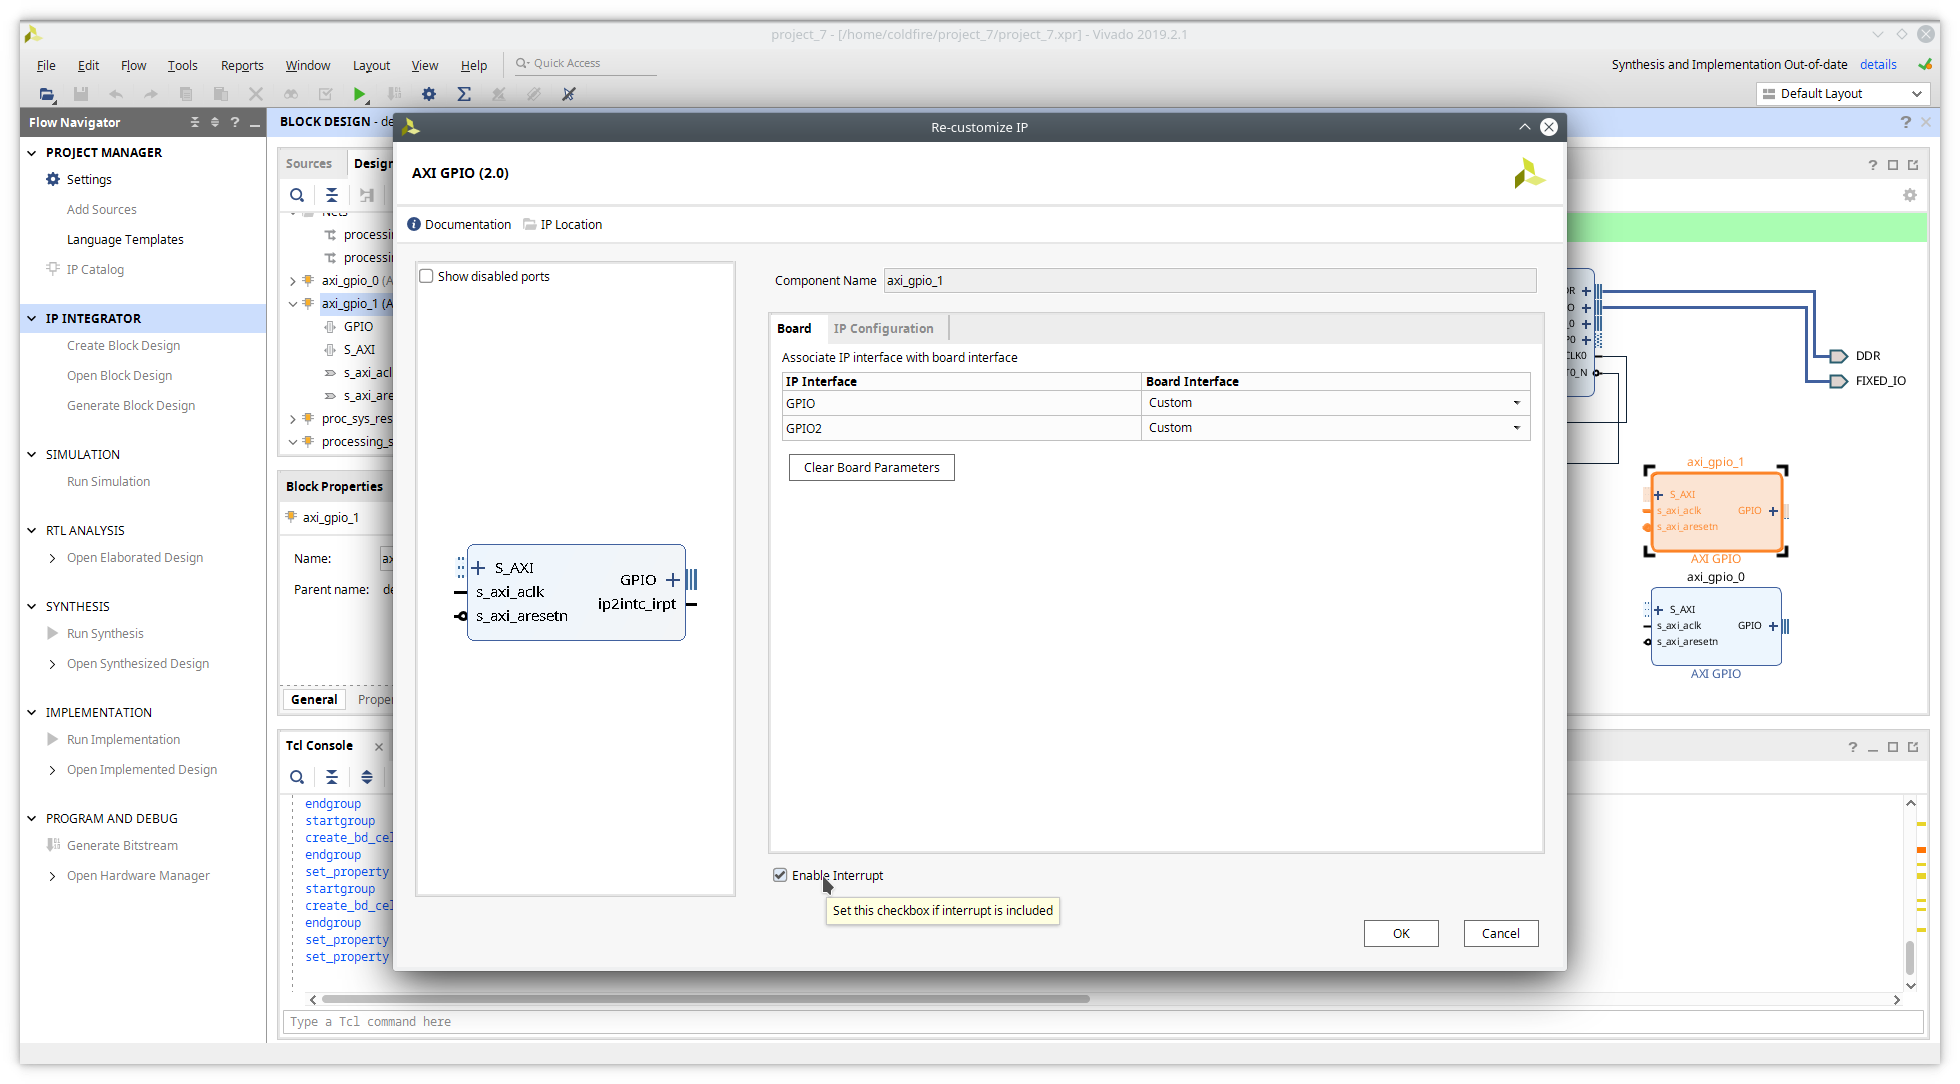 project_7 - [/home/coldfire/project_7/project_7.xpr] - Vivado 2019.2.1
File Edit Flow Tools Reports Window Layout View Help Quick Access
Synthesis and Implementation Out-of-date details
Default Layout
Flow Navigator
PROJECT MANAGER
Settings
Add Sources
Language Templates
IP Catalog
IP INTEGRATOR
Create Block Design
Open Block Design
Generate Block Design
SIMULATION
Run Simulation
RTL ANALYSIS
Open Elaborated Design
SYNTHESIS
Run Synthesis
Open Synthesized Design
IMPLEMENTATION
Run Implementation
Open Implemented Design
PROGRAM AND DEBUG
Generate Bitstream
Open Hardware Manager
BLOCK DESIGN - de
Sources Design
Nets
processi
processi
axi_gpio_0 (A
axi_gpio_1 (A
GPIO
S_AXI
s_axi_acl
s_axi_are
proc_sys_res
processing_s
Block Properties
axi_gpio_1
Name: ax
Parent name: de
General Proper
Tcl Console
endgroup
startgroup
create_bd_cel
endgroup
set_property
startgroup
create_bd_cel
endgroup
set_property
set_property
Type a Tcl command here
Re-customize IP
AXI GPIO (2.0)
Documentation IP Location
Show disabled ports
S_AXI
s_axi_aclk
s_axi_aresetn
GPIO
ip2intc_irpt
Component Name axi_gpio_1
Board IP Configuration
Associate IP interface with board interface
IP Interface Board Interface
GPIO Custom
GPIO2 Custom
Clear Board Parameters
Enable Interrupt
Set this checkbox if interrupt is included
OK Cancel
DR
O
_0
P0
CLK0
T0_N
DDR
FIXED_IO
axi_gpio_1
S_AXI
s_axi_aclk
s_axi_aresetn
GPIO
AXI GPIO
axi_gpio_0
S_AXI
s_axi_aclk
s_axi_aresetn
GPIO
AXI GPIO